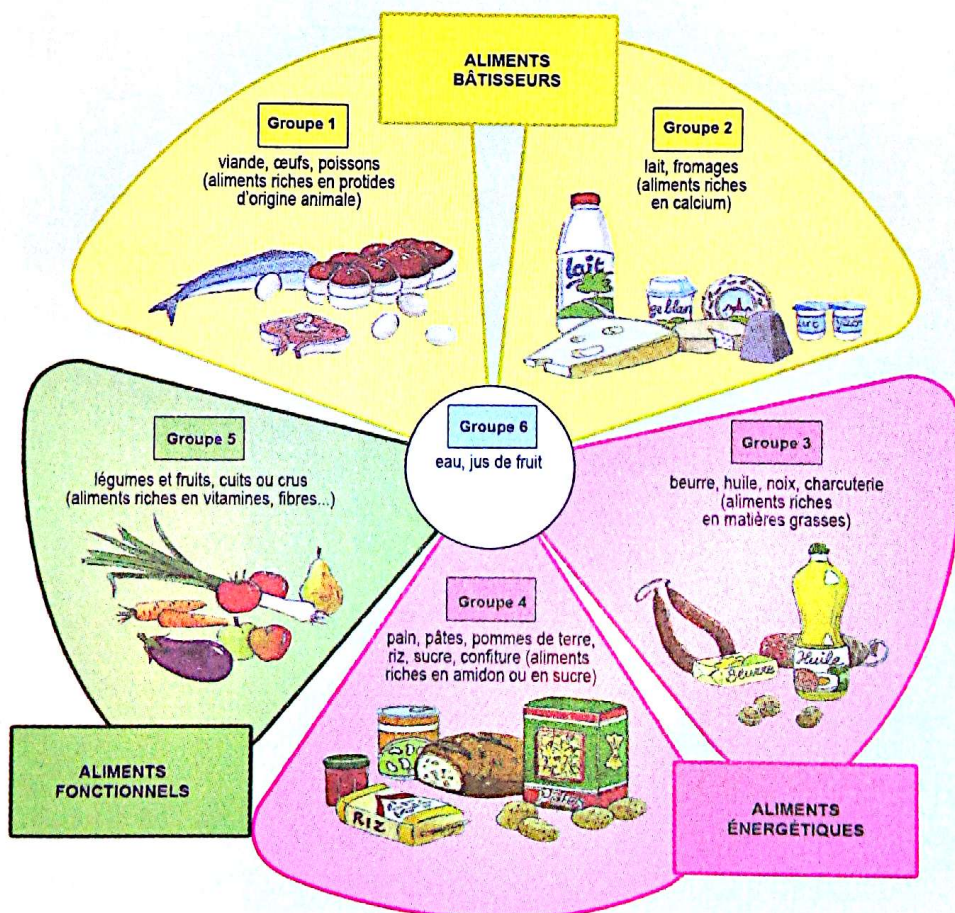 ALIMENTS
BÂTISSEURS
Groupe 1
viande, œufs, poissons
(aliments riches en protides
d'origine animale)
Groupe 2
lait, fromages
(aliments riches
en calcium)
lait
Groupe 5
légumes et fruits, cuits ou crus
(aliments riches en vitamines, fibres...)
Groupe 6
eau, jus de fruit
Groupe 3
beurre, huile, noix, charcuterie
(aliments riches
en matières grasses)
Beurre
Huile
Groupe 4
pain, pâtes, pommes de terre,
riz, sucre, confiture (aliments
riches en amidon ou en sucre)
RIZ
Pâtes
ALIMENTS
FONCTIONNELS
ALIMENTS
ÉNERGÉTIQUES